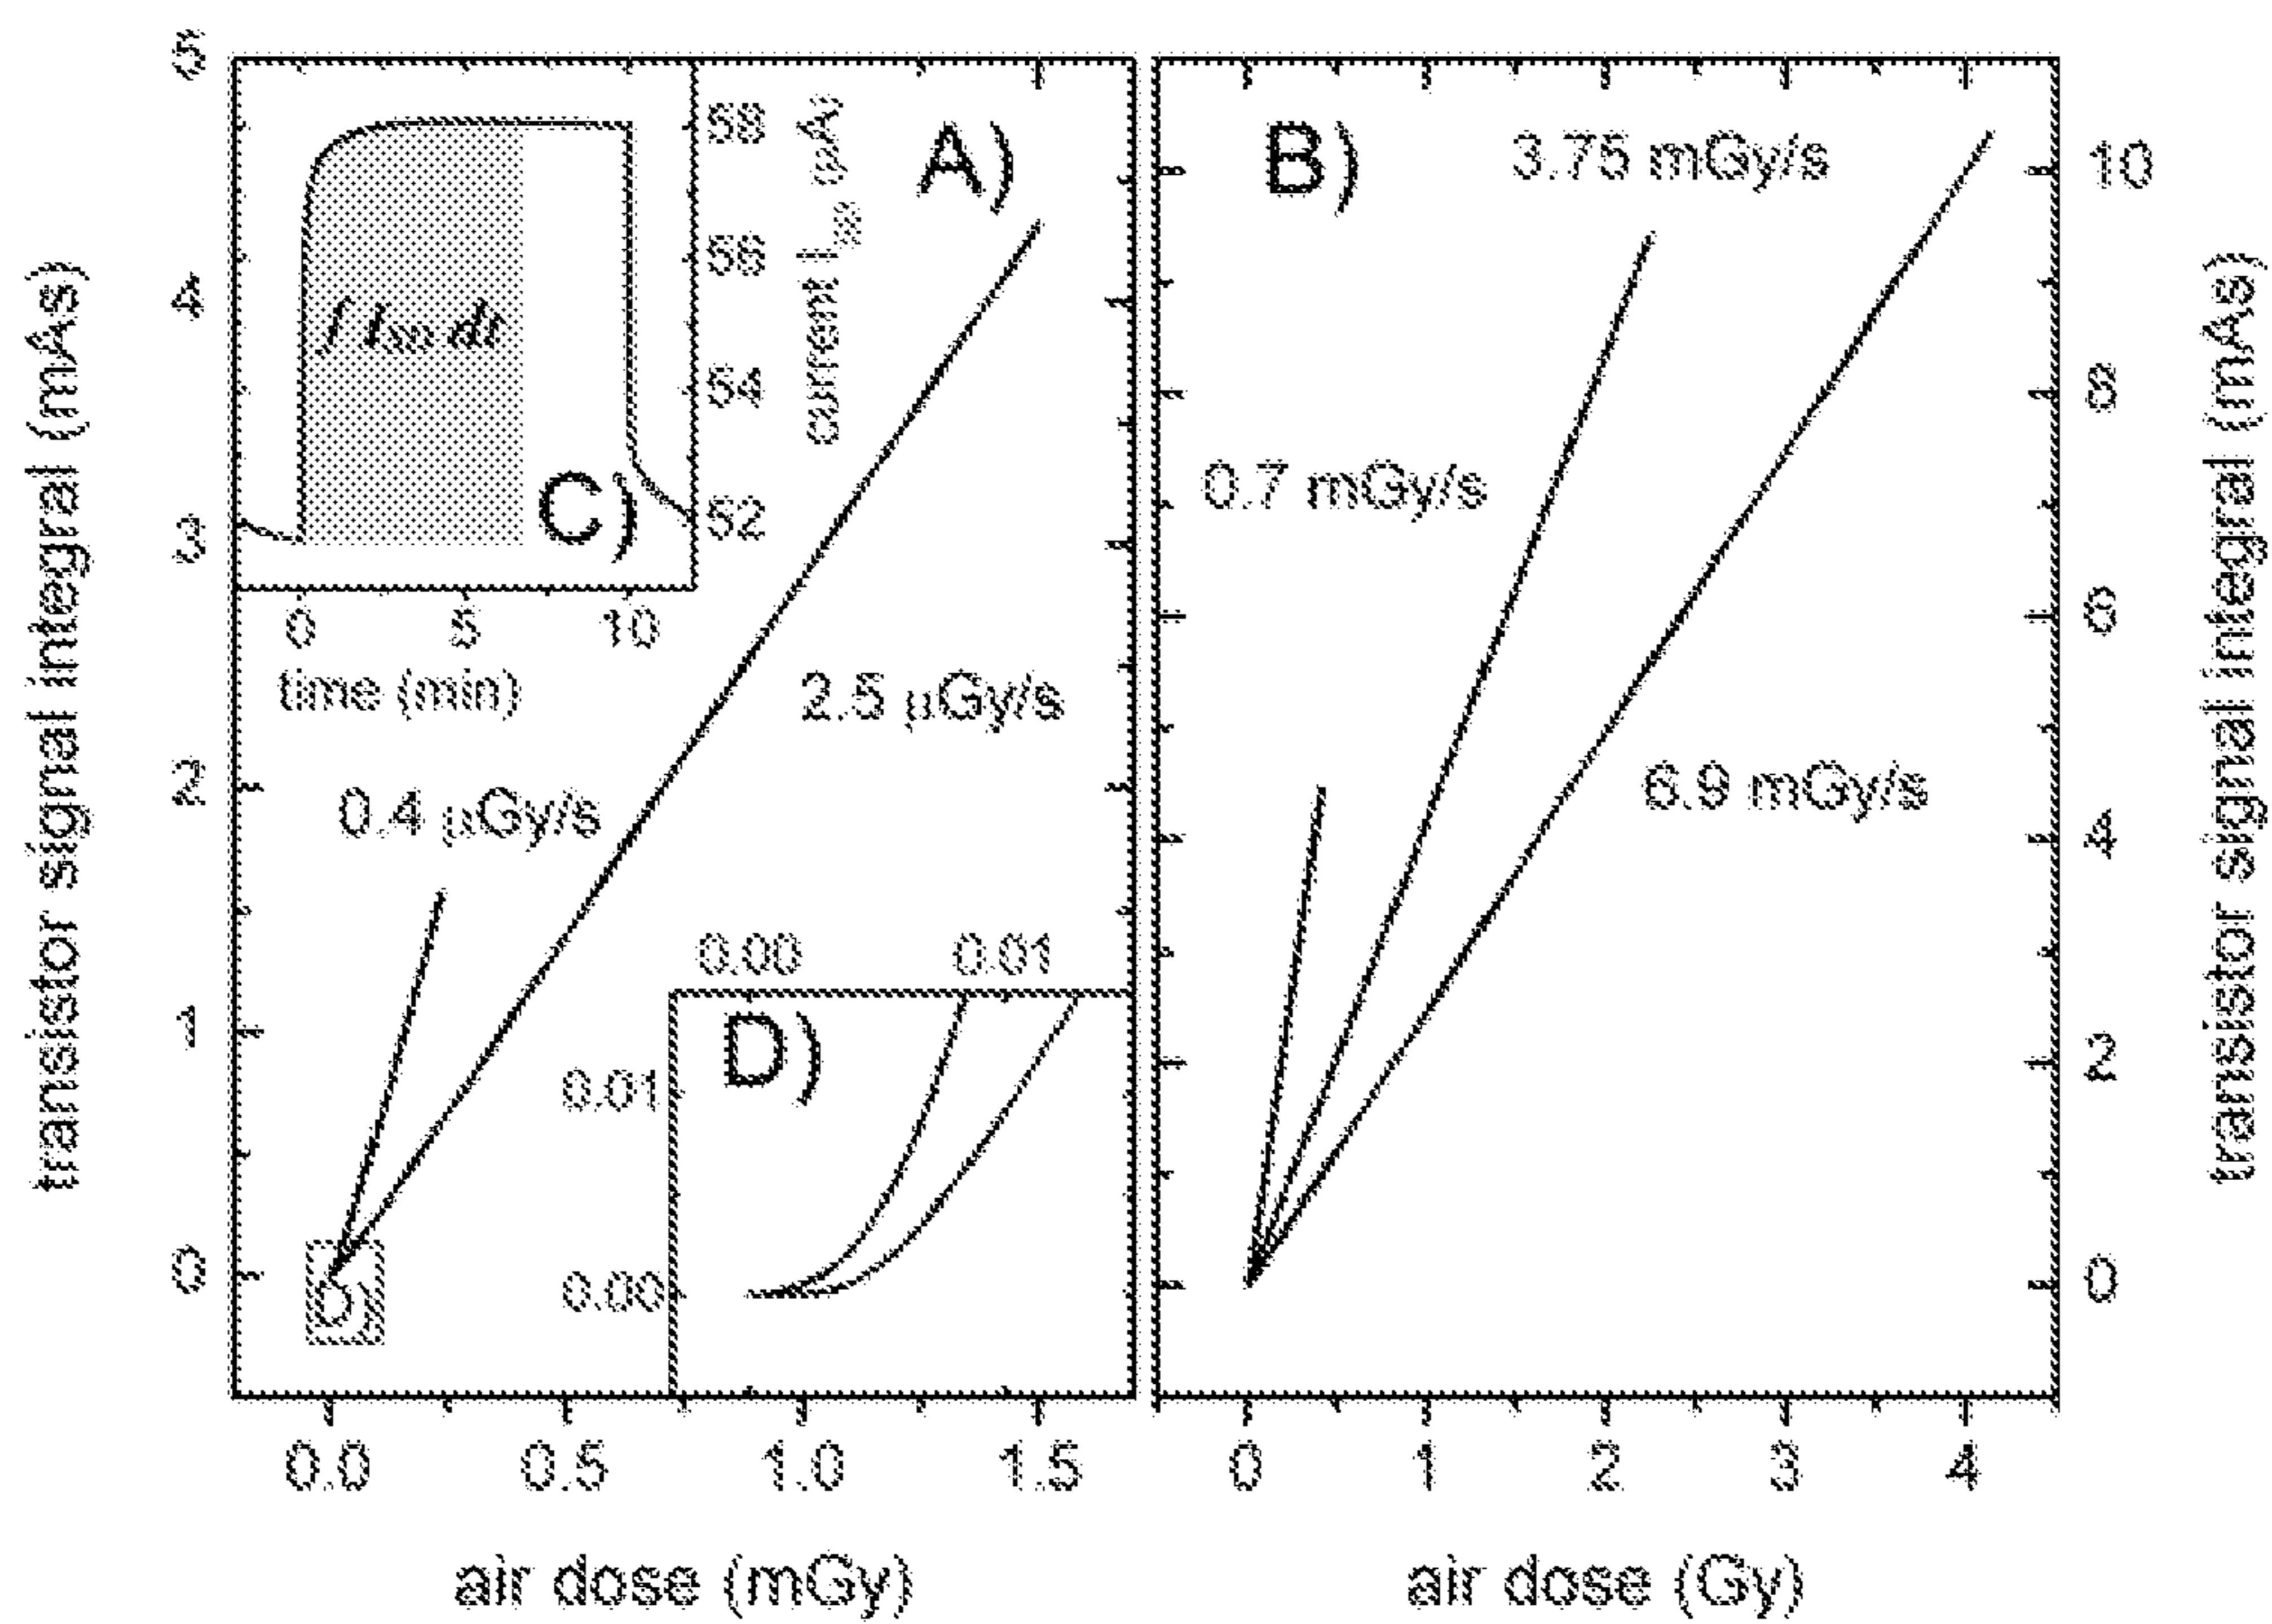 transistor signal integral (mAs)
5
4
3
2
1
0
A)
58
56
54
52
C)
0
5
10
time (min)
2.5 µGy/s
0.4 µGy/s
0.00
0.01
D)
0.01
0.00
D)
0.0
0.5
1.0
1.5
air dose (mGy)
B)
3.75 mGy/s
0.7 mGy/s
6.9 mGy/s
10
8
6
4
2
0
transistor signal integral (mAs)
0
1
2
3
4
air dose (Gy)